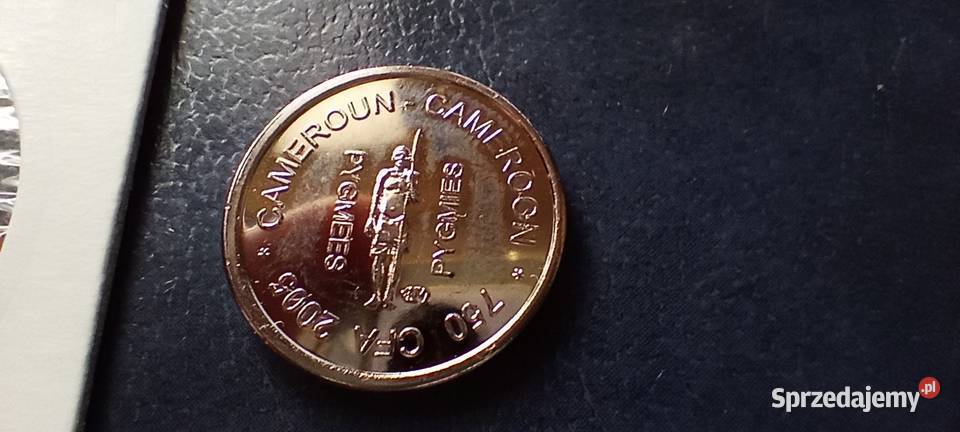 * CAMEROUN - CAMEROON *
PYGMEES
PYGMIES
750 CFA 2005
Sprzedajemy.pl